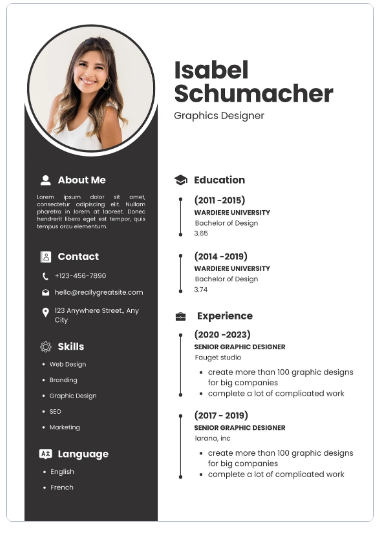 Isabel
Schumacher
Graphics Designer
About Me
Lorem ipsum dolor sit amet,
consectetur adipiscing elit. Nullam
pharetra in lorem at laoreet. Donec
hendrerit libero eget est tempor, quis
tempus arcu elementum.
Contact
+123-456-7890
hello@reallygreatsite.com
123 Anywhere Street., Any
City
Skills
Web Design
Branding
Graphic Design
SEO
Marketing
Language
English
French
Education
(2011 -2015)
WARDIERE UNIVERSITY
Bachelor of Design
3.65
(2014 -2019)
WARDIERE UNIVERSITY
Bachelor of Design
3.74
Experience
(2020 -2023)
SENIOR GRAPHIC DESIGNER
Fauget studio
create more than 100 graphic designs
for big companies
complete a lot of complicated work
(2017 - 2019)
SENIOR GRAPHIC DESIGNER
larana, inc
create more than 100 graphic designs
for big companies
complete a lot of complicated work